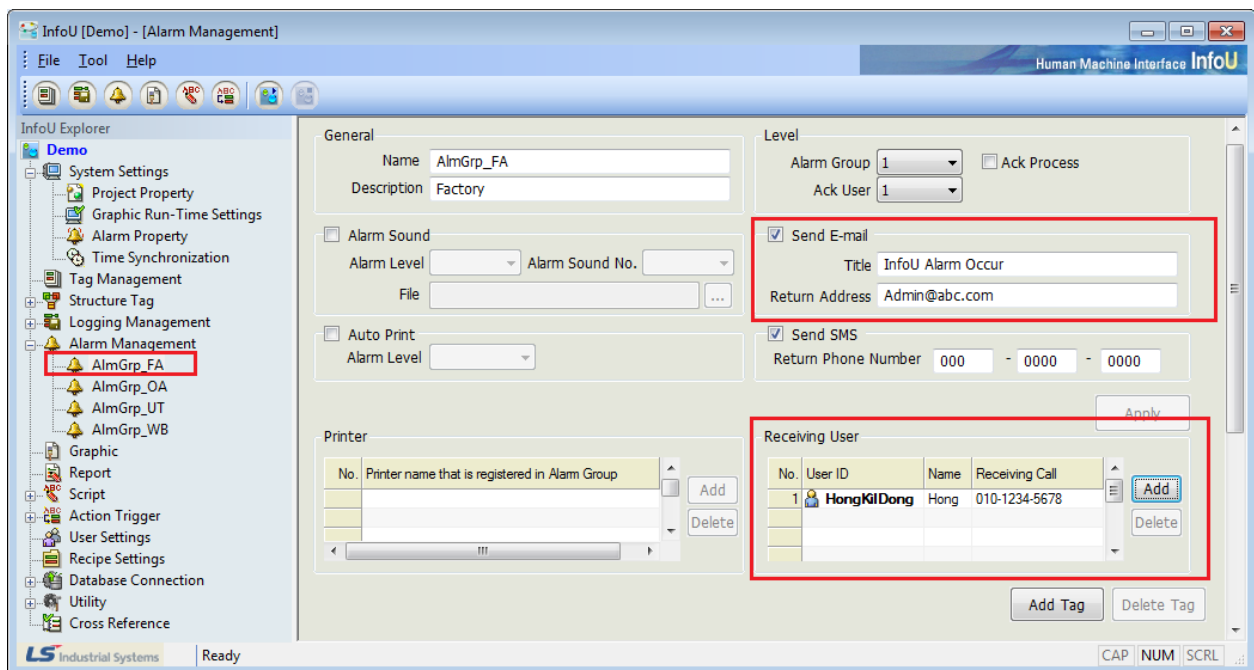 InfoU [Demo] - [Alarm Management]
File Tool Help
Human Machine Interface InfoU
InfoU Explorer
Demo
System Settings
Project Property
Graphic Run-Time Settings
Alarm Property
Time Synchronization
Tag Management
Structure Tag
Logging Management
Alarm Management
AlmGrp_FA
AlmGrp_OA
AlmGrp_UT
AlmGrp_WB
Graphic
Report
Script
Action Trigger
User Settings
Recipe Settings
Database Connection
Utility
Cross Reference
General
Name AlmGrp_FA
Description Factory
Level
Alarm Group 1 Ack Process
Ack User 1
Alarm Sound
Alarm Level Alarm Sound No.
File ...
Send E-mail
Title InfoU Alarm Occur
Return Address Admin@abc.com
Auto Print
Alarm Level
Send SMS
Return Phone Number 000 - 0000 - 0000
Apply
Printer
No. Printer name that is registered in Alarm Group
Add
Delete
Receiving User
No. User ID Name Receiving Call
1 HongKilDong Hong 010-1234-5678
Add
Delete
Add Tag Delete Tag
LS Industrial Systems Ready CAP NUM SCRL